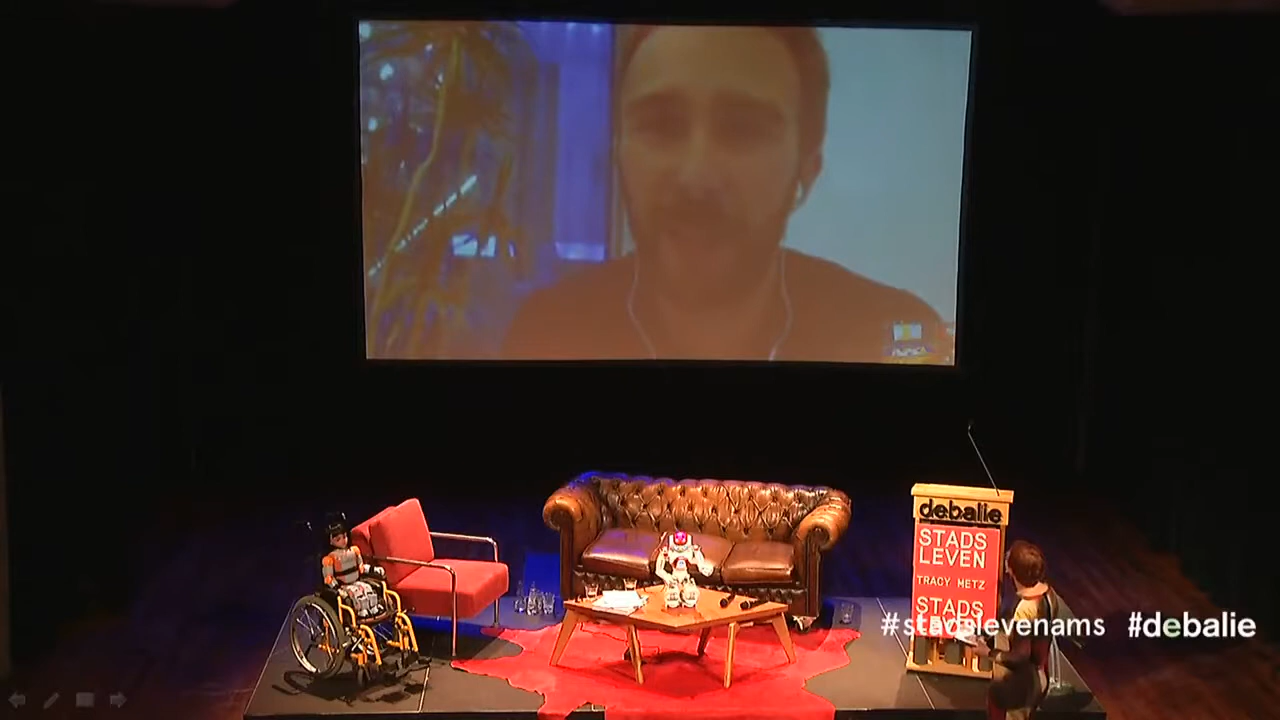 debalie
STADS
LEVEN
TRACY METZ
STADS
#stadslevenams #debalie